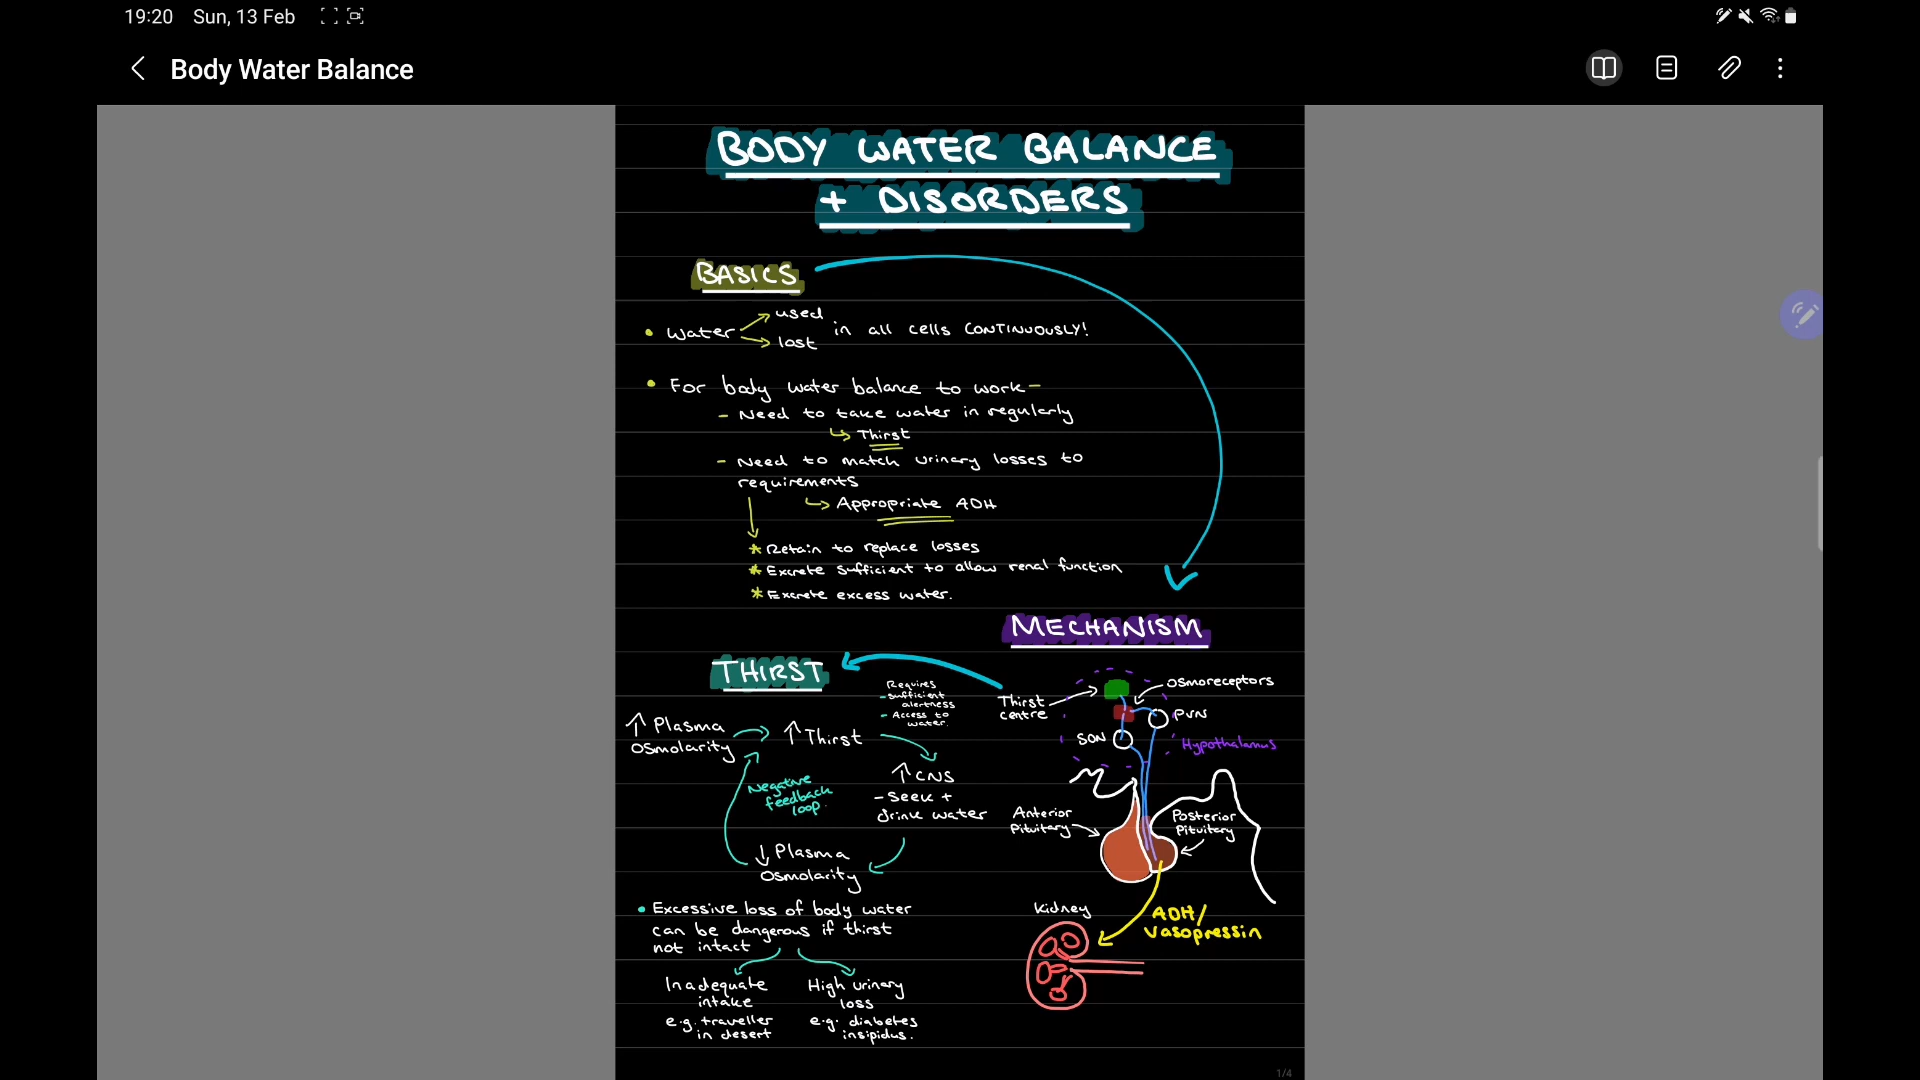 19:20 Sun, 13 Feb
Body Water Balance
BODY WATER BALANCE
+ DISORDERS
BASICS
• Water used
lost
in all cells CONTINUOUSLY!
• For body water balance to work -
- Need to take water in regularly
↳ Thirst
- Need to match urinary losses to
requirements
↳ Appropriate ADH
* Retain to replace losses
* Excrete sufficient to allow renal function
* Excrete excess water.
MECHANISM
Thirst
centre
osmoreceptors
PVN
SON
Hypothalamus
Anterior
Pituitary
Posterior
Pituitary
Kidney
ADH/
Vasopressin
THIRST
↑ Plasma
osmolarity
↑ Thirst
Requires
- sufficient
alertness
- Access to
water.
↑ CNS
- Seek +
drink water
Negative
feedback
loop.
↓ Plasma
Osmolarity
• Excessive loss of body water
can be dangerous if thirst
not intact
Inadequate
intake
e.g. traveller
in desert
High urinary
loss
e.g. diabetes
insipidus.
1/4